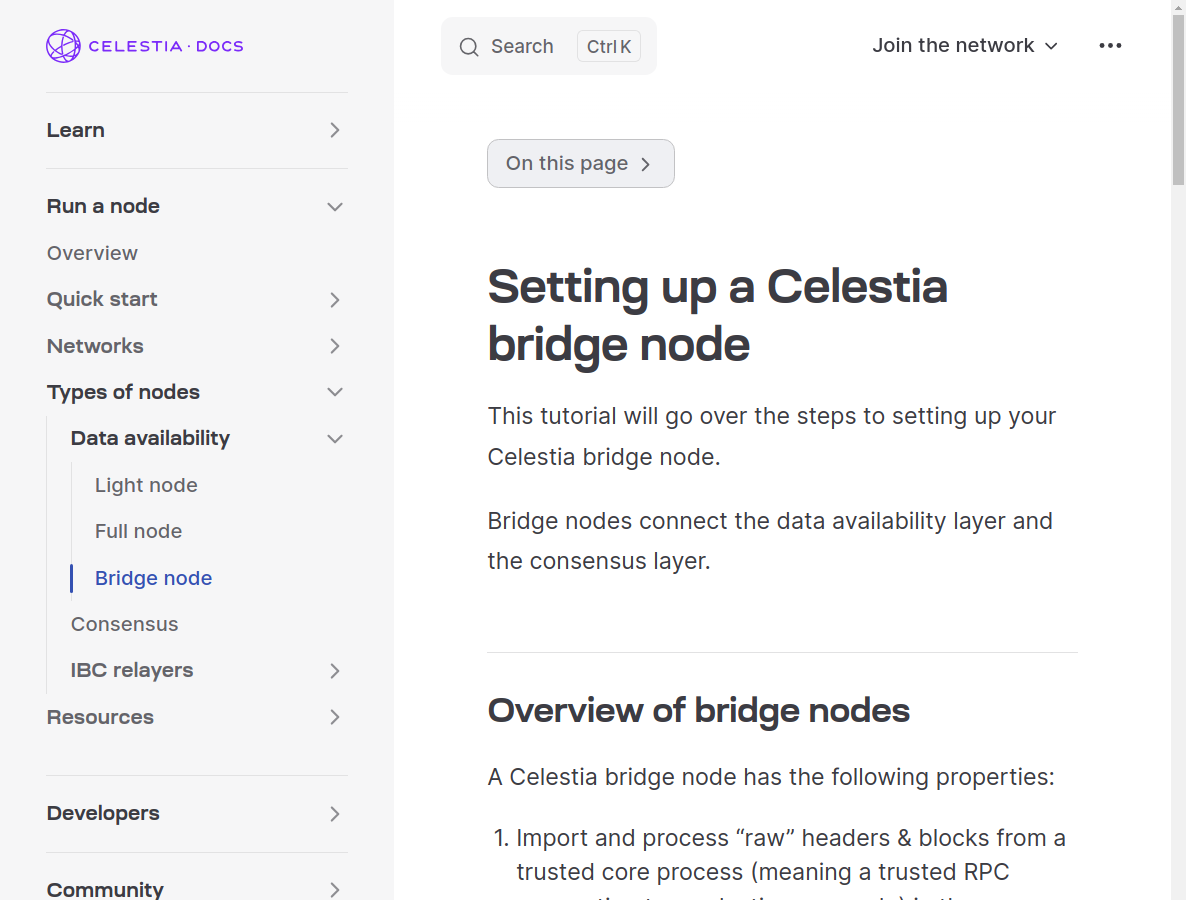 CELESTIA · DOCS
Search
Ctrl K
Join the network
Learn
Run a node
Overview
Quick start
Networks
Types of nodes
Data availability
Light node
Full node
Bridge node
Consensus
IBC relayers
Resources
Developers
Community
On this page
Setting up a Celestia
bridge node
This tutorial will go over the steps to setting up your
Celestia bridge node.
Bridge nodes connect the data availability layer and
the consensus layer.
Overview of bridge nodes
A Celestia bridge node has the following properties:
1. Import and process “raw” headers & blocks from a
trusted core process (meaning a trusted RPC